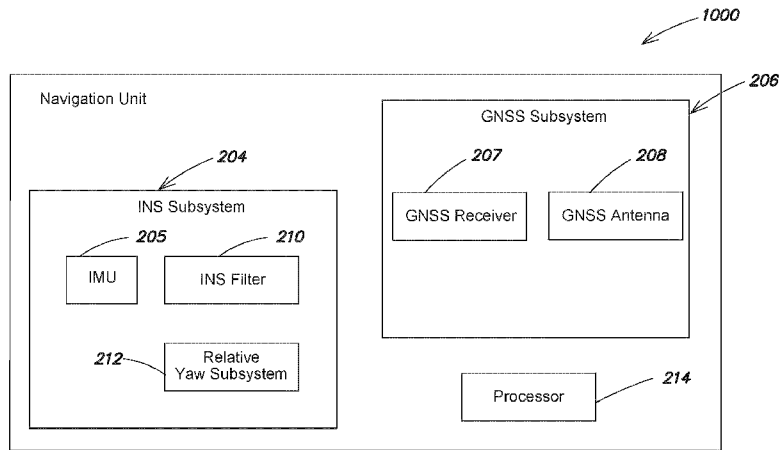 1000
Navigation Unit
206
GNSS Subsystem
204
207
208
INS Subsystem
GNSS Receiver
GNSS Antenna
205
210
IMU
INS Filter
212
Relative
Yaw Subsystem
214
Processor